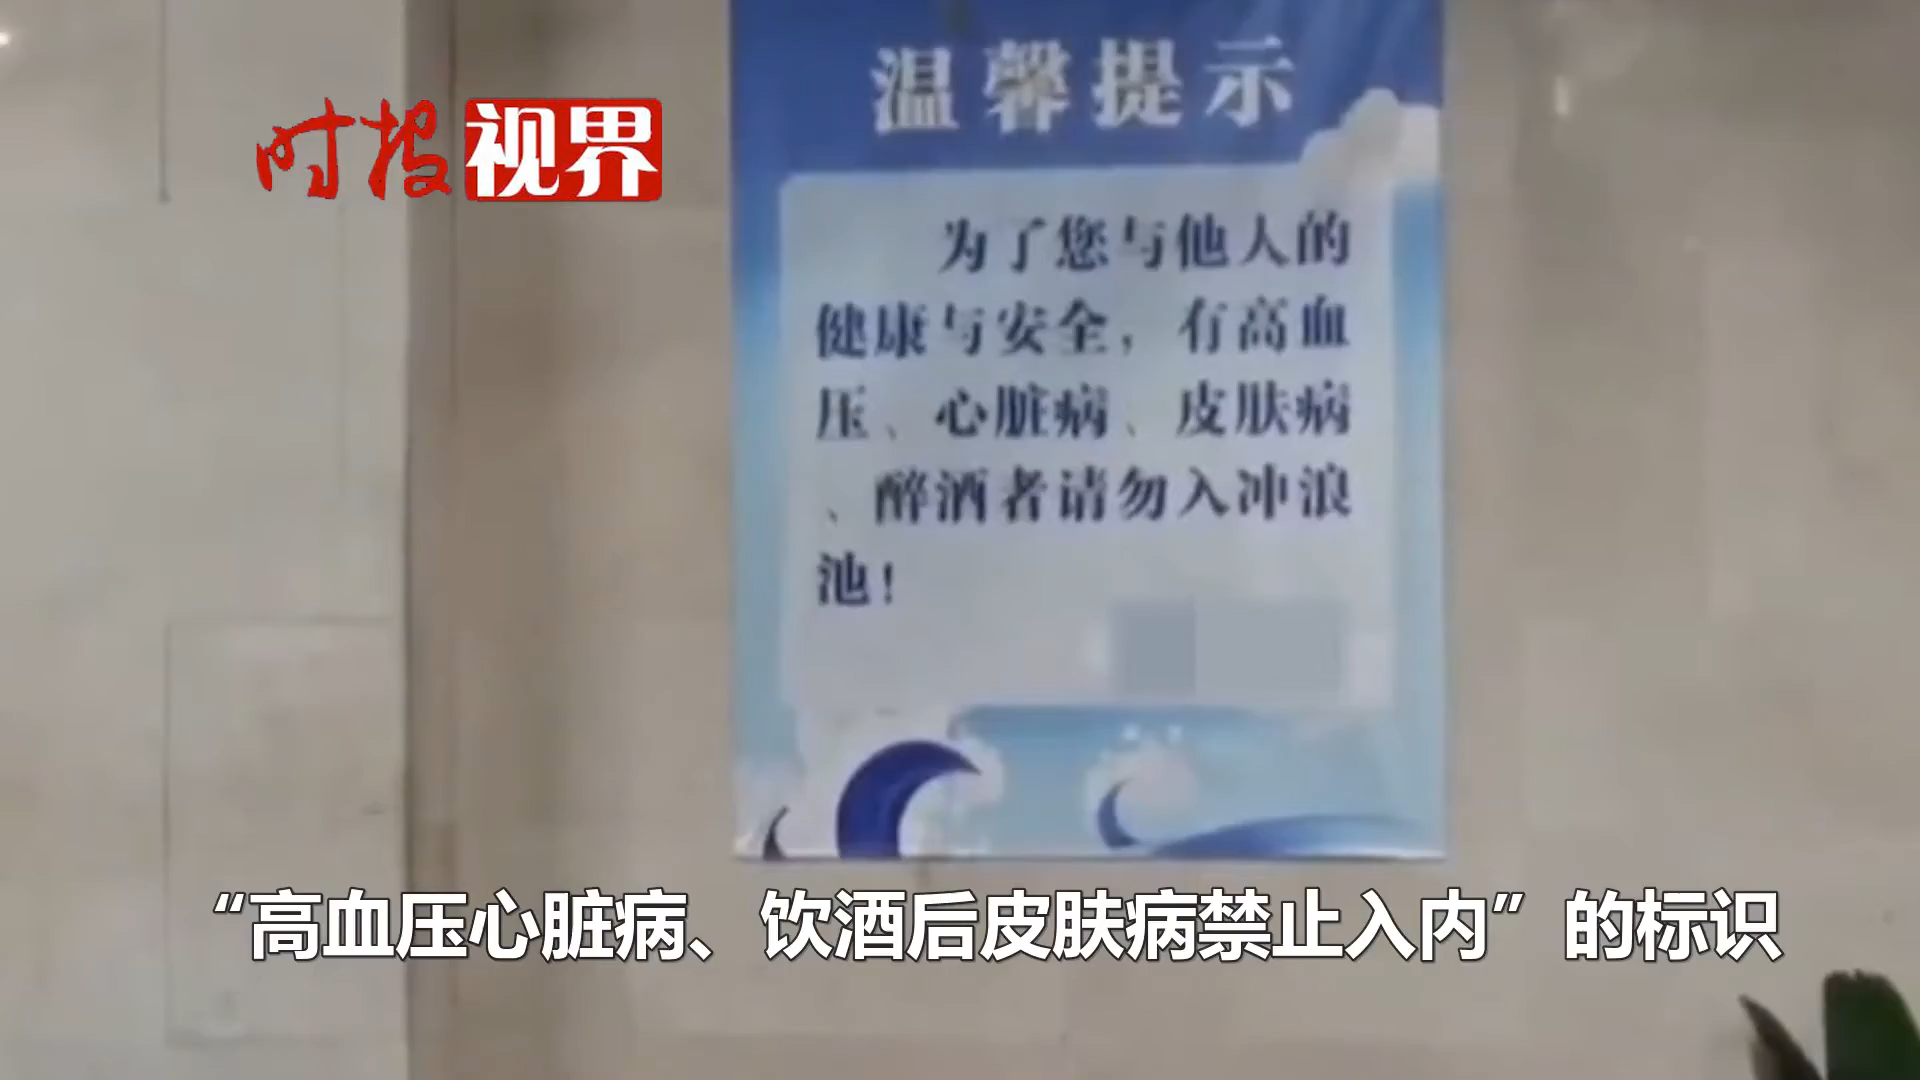 温馨提示
时报视界
为了您与他人的
健康与安全，有高血
压、心脏病、皮肤病
、醉酒者请勿入冲浪
池！
“高血压心脏病、饮酒后皮肤病禁止入内”的标识